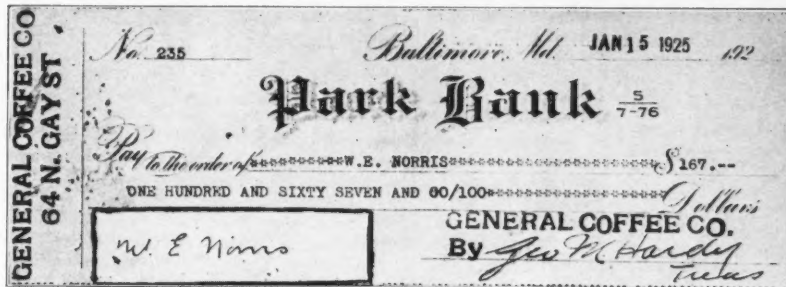 GENERAL COFFEE CO
64 N. GAY ST.
No. 235 Baltimore, Md. JAN 15 1925 192
Park Bank 5/7-76
Pay to the order of **********W.E. NORRIS********************** $167.--
ONE HUNDRED AND SIXTY SEVEN AND 00/100****************** Dollars
W. E Norris
GENERAL COFFEE CO.
By Geo M Hardy
Treas